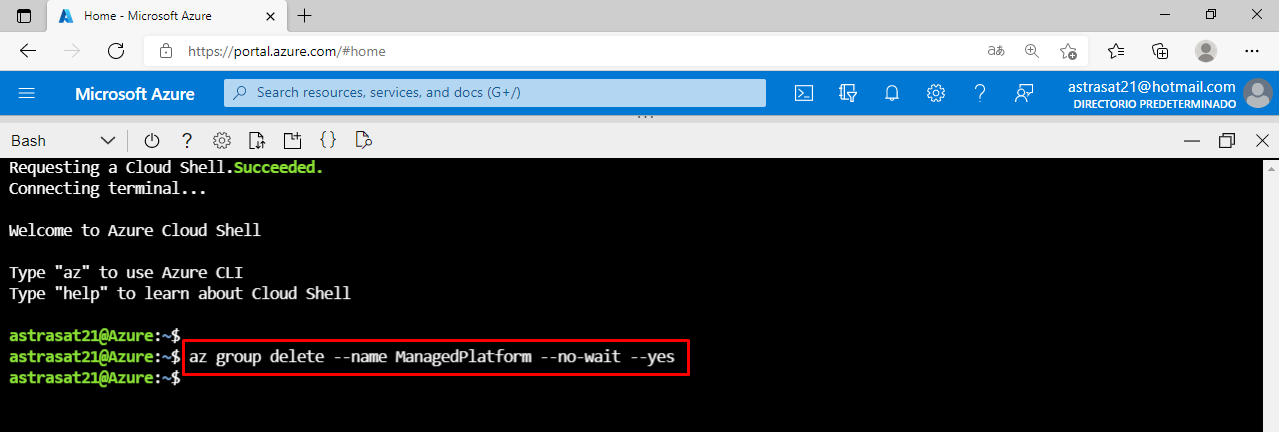 Home - Microsoft Azure
https://portal.azure.com/#home
aあ
Microsoft Azure
Search resources, services, and docs (G+/)
astrasat21@hotmail.com
DIRECTORIO PREDETERMINADO
Bash
Requesting a Cloud Shell.Succeeded.
Connecting terminal...
Welcome to Azure Cloud Shell
Type "az" to use Azure CLI
Type "help" to learn about Cloud Shell
astrasat21@Azure:~$
astrasat21@Azure:~$ az group delete --name ManagedPlatform --no-wait --yes
astrasat21@Azure:~$